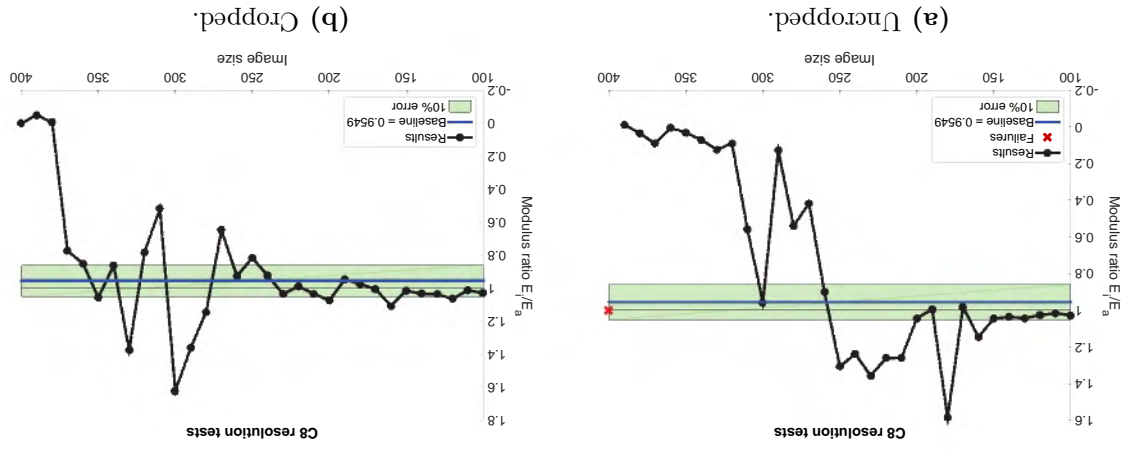 C8 resolution tests
1.6
1.4
1.2
1
0.8
0.6
0.4
0.2
0
-0.2
Modulus ratio E_i/E_a
Results
Failures
Baseline = 0.9549
10% error
100 150 200 250 300 350 400
Image size
(a) Uncropped.
C8 resolution tests
1.8
1.6
1.4
1.2
1
0.8
0.6
0.4
0.2
0
-0.2
Modulus ratio E_i/E_a
Results
Baseline = 0.9549
10% error
100 150 200 250 300 350 400
Image size
(b) Cropped.